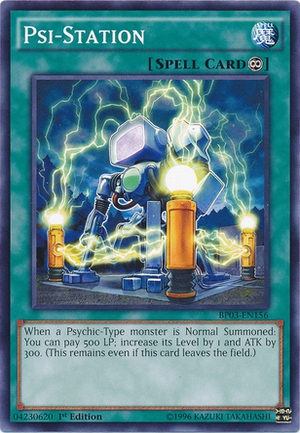 PSI-STATION
[SPELL CARD∞]
BP03-EN156
When a Psychic-Type monster is Normal Summoned:
You can pay 500 LP; increase its Level by 1 and ATK by
300. (This remains even if this card leaves the field.)
04230620 1st Edition ©1996 KAZUKI TAKAHASHI